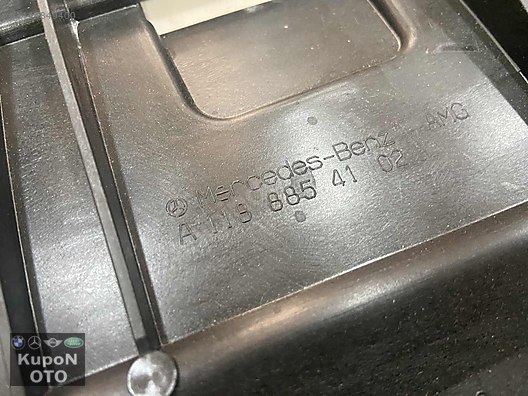 Mercedes-Benz AMG
A 118 885 41 02
KupoN
OTO